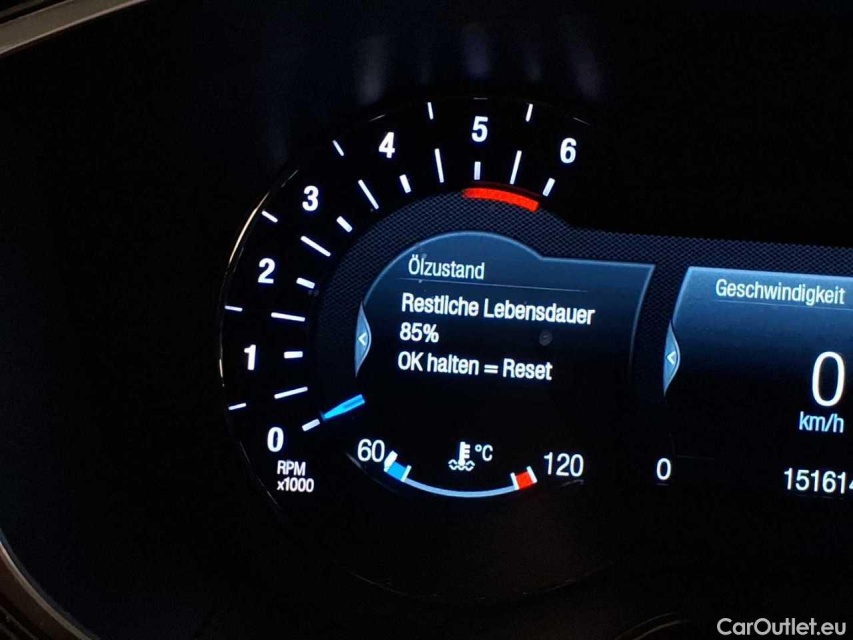 0
1
2
3
4
5
6
RPM
x1000
Ölzustand
Restliche Lebensdauer
85%
OK halten = Reset
60
°C
120
Geschwindigkeit
0
km/h
0
15161
CarOutlet.eu